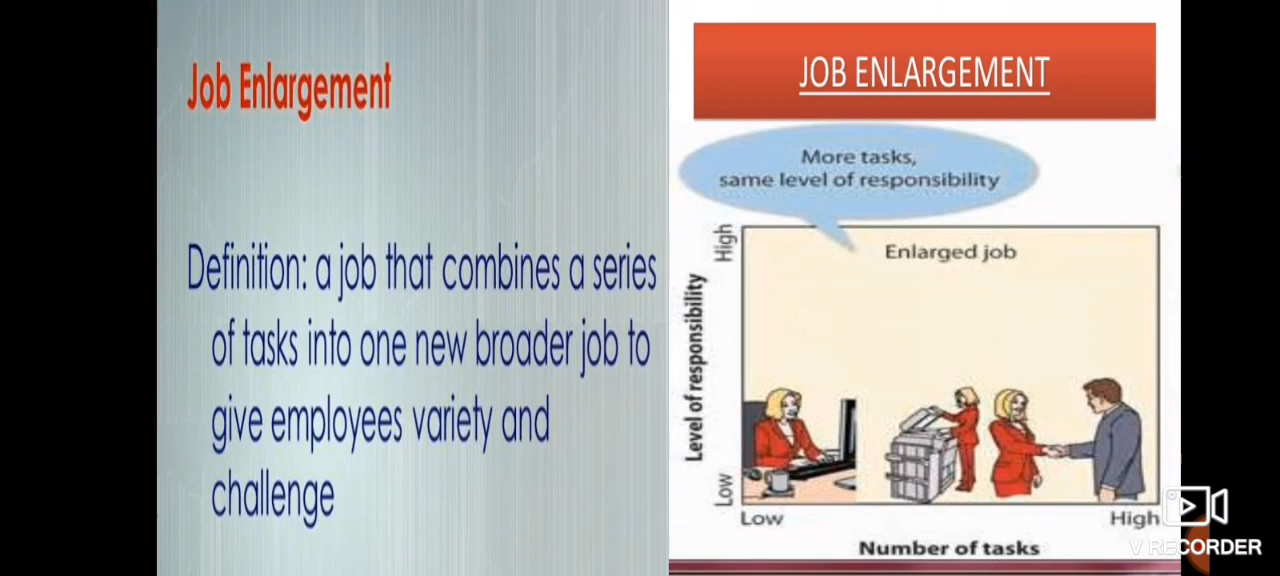 Job Enlargement
Definition: a job that combines a series
of tasks into one new broader job to
give employees variety and
challenge
JOB ENLARGEMENT
More tasks,
same level of responsibility
Enlarged job
High
Level of responsibility
Low
Low
High
Number of tasks
V RECORDER